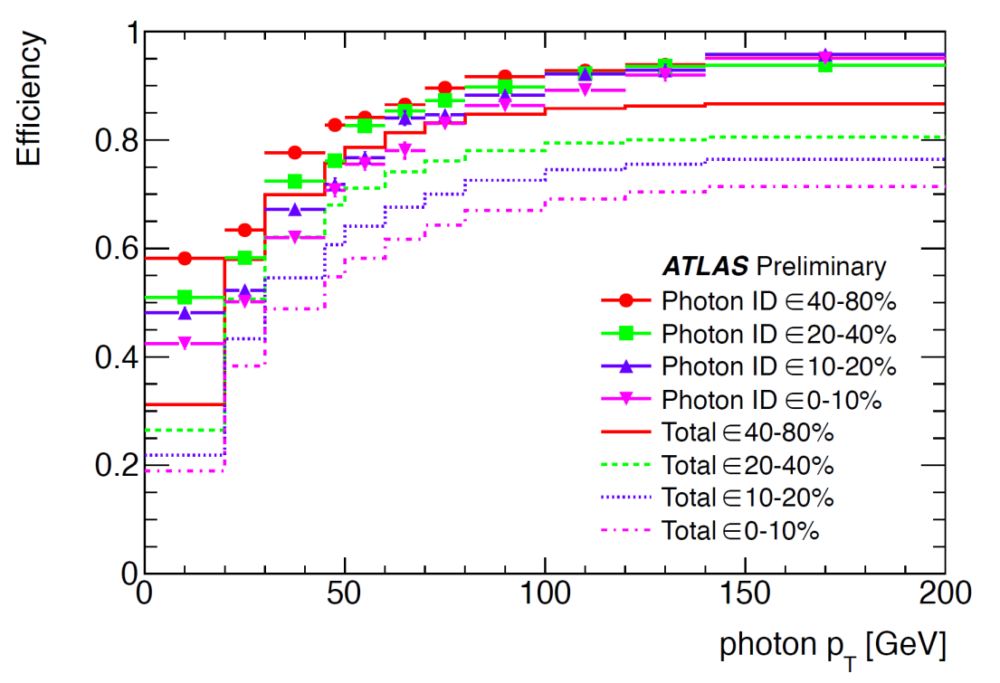 Efficiency
1
0.8
0.6
0.4
0.2
0
0 50 100 150 200
photon pT [GeV]
ATLAS Preliminary
Photon ID ∈40-80%
Photon ID ∈20-40%
Photon ID ∈10-20%
Photon ID ∈0-10%
Total ∈40-80%
Total ∈20-40%
Total ∈10-20%
Total ∈0-10%